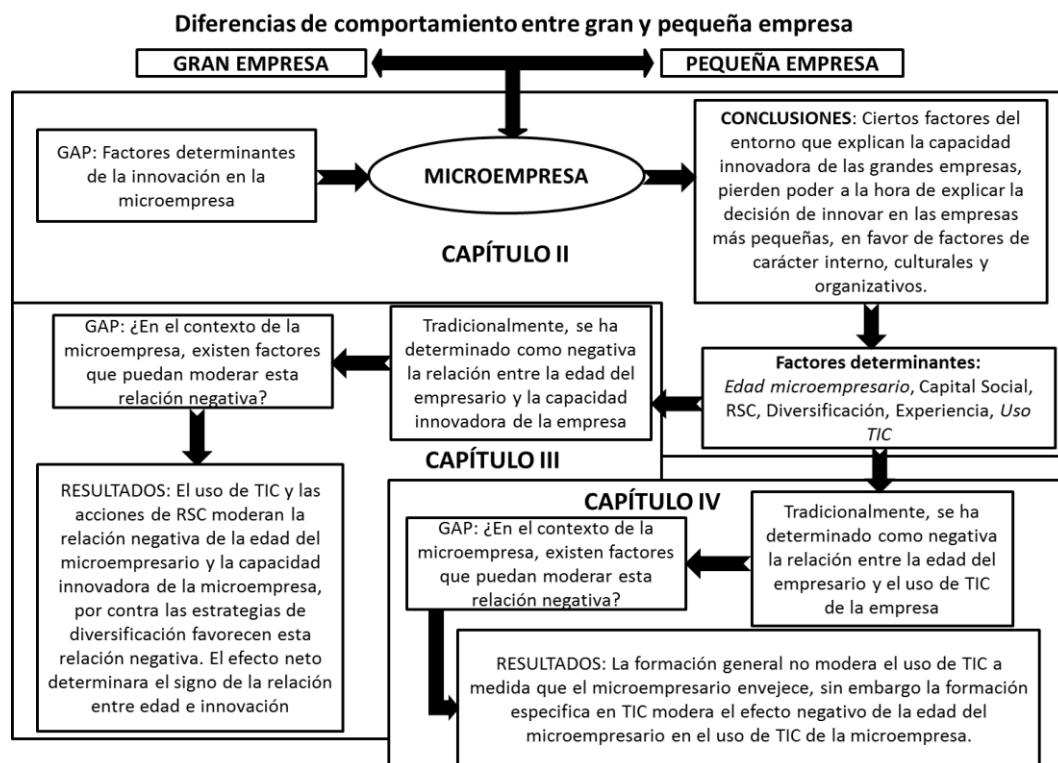 Diferencias de comportamiento entre gran y pequeña empresa
GRAN EMPRESA
PEQUEÑA EMPRESA
GAP: Factores determinantes
de la innovación en la
microempresa
MICROEMPRESA
CONCLUSIONES: Ciertos factores del
entorno que explican la capacidad
innovadora de las grandes empresas,
pierden poder a la hora de explicar la
decisión de innovar en las empresas
más pequeñas, en favor de factores de
carácter interno, culturales y
organizativos.
CAPÍTULO II
Factores determinantes:
Edad microempresario, Capital Social,
RSC, Diversificación, Experiencia, Uso
TIC
Tradicionalmente, se ha
determinado como negativa
la relación entre la edad del
empresario y la capacidad
innovadora de la empresa
GAP: ¿En el contexto de la
microempresa, existen factores
que puedan moderar esta
relación negativa?
CAPÍTULO III
RESULTADOS: El uso de TIC y las
acciones de RSC moderan la
relación negativa de la edad del
microempresario y la capacidad
innovadora de la microempresa,
por contra las estrategias de
diversificación favorecen esta
relación negativa. El efecto neto
determinara el signo de la relación
entre edad e innovación
CAPÍTULO IV
Tradicionalmente, se ha
determinado como negativa
la relación entre la edad del
empresario y el uso de TIC
de la empresa
GAP: ¿En el contexto de la
microempresa, existen factores
que puedan moderar esta
relación negativa?
RESULTADOS: La formación general no modera el uso de TIC a
medida que el microempresario envejece, sin embargo la formación
especifica en TIC modera el efecto negativo de la edad del
microempresario en el uso de TIC de la microempresa.